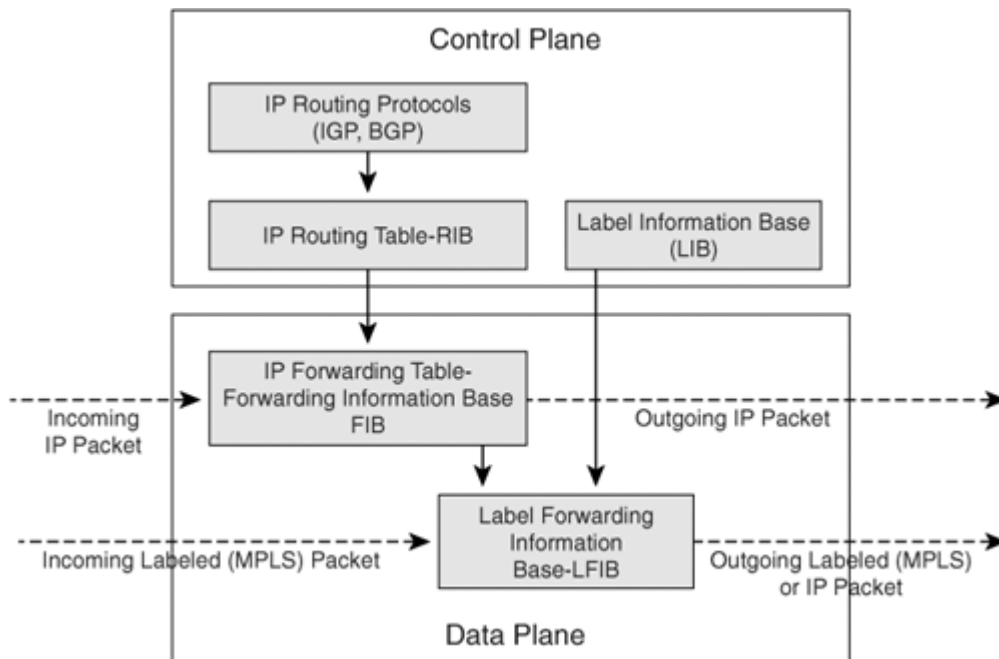 Control Plane
IP Routing Protocols
(IGP, BGP)
IP Routing Table-RIB
Label Information Base
(LIB)
IP Forwarding Table-
Forwarding Information Base
FIB
Incoming
IP Packet
Outgoing IP Packet
Label Forwarding
Information
Base-LFIB
Incoming Labeled (MPLS) Packet
Outgoing Labeled (MPLS)
or IP Packet
Data Plane